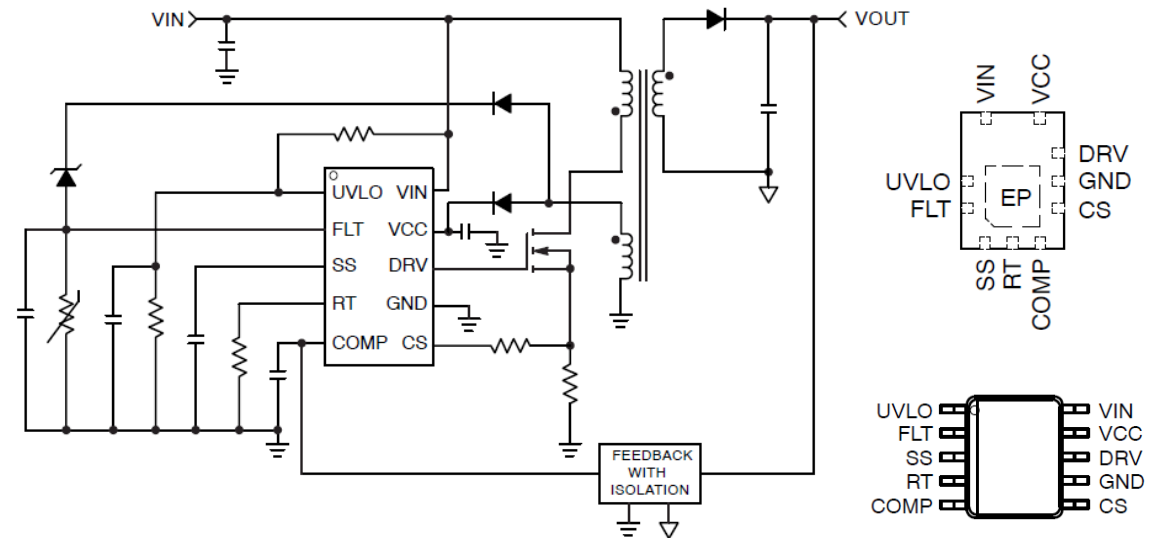 VIN
VOUT
UVLO VIN
FLT VCC
SS DRV
RT GND
COMP CS
FEEDBACK
WITH
ISOLATION
VIN VCC
DRV
UVLO GND
EP
FLT CS
SS RT COMP
UVLO VIN
FLT VCC
SS DRV
RT GND
COMP CS